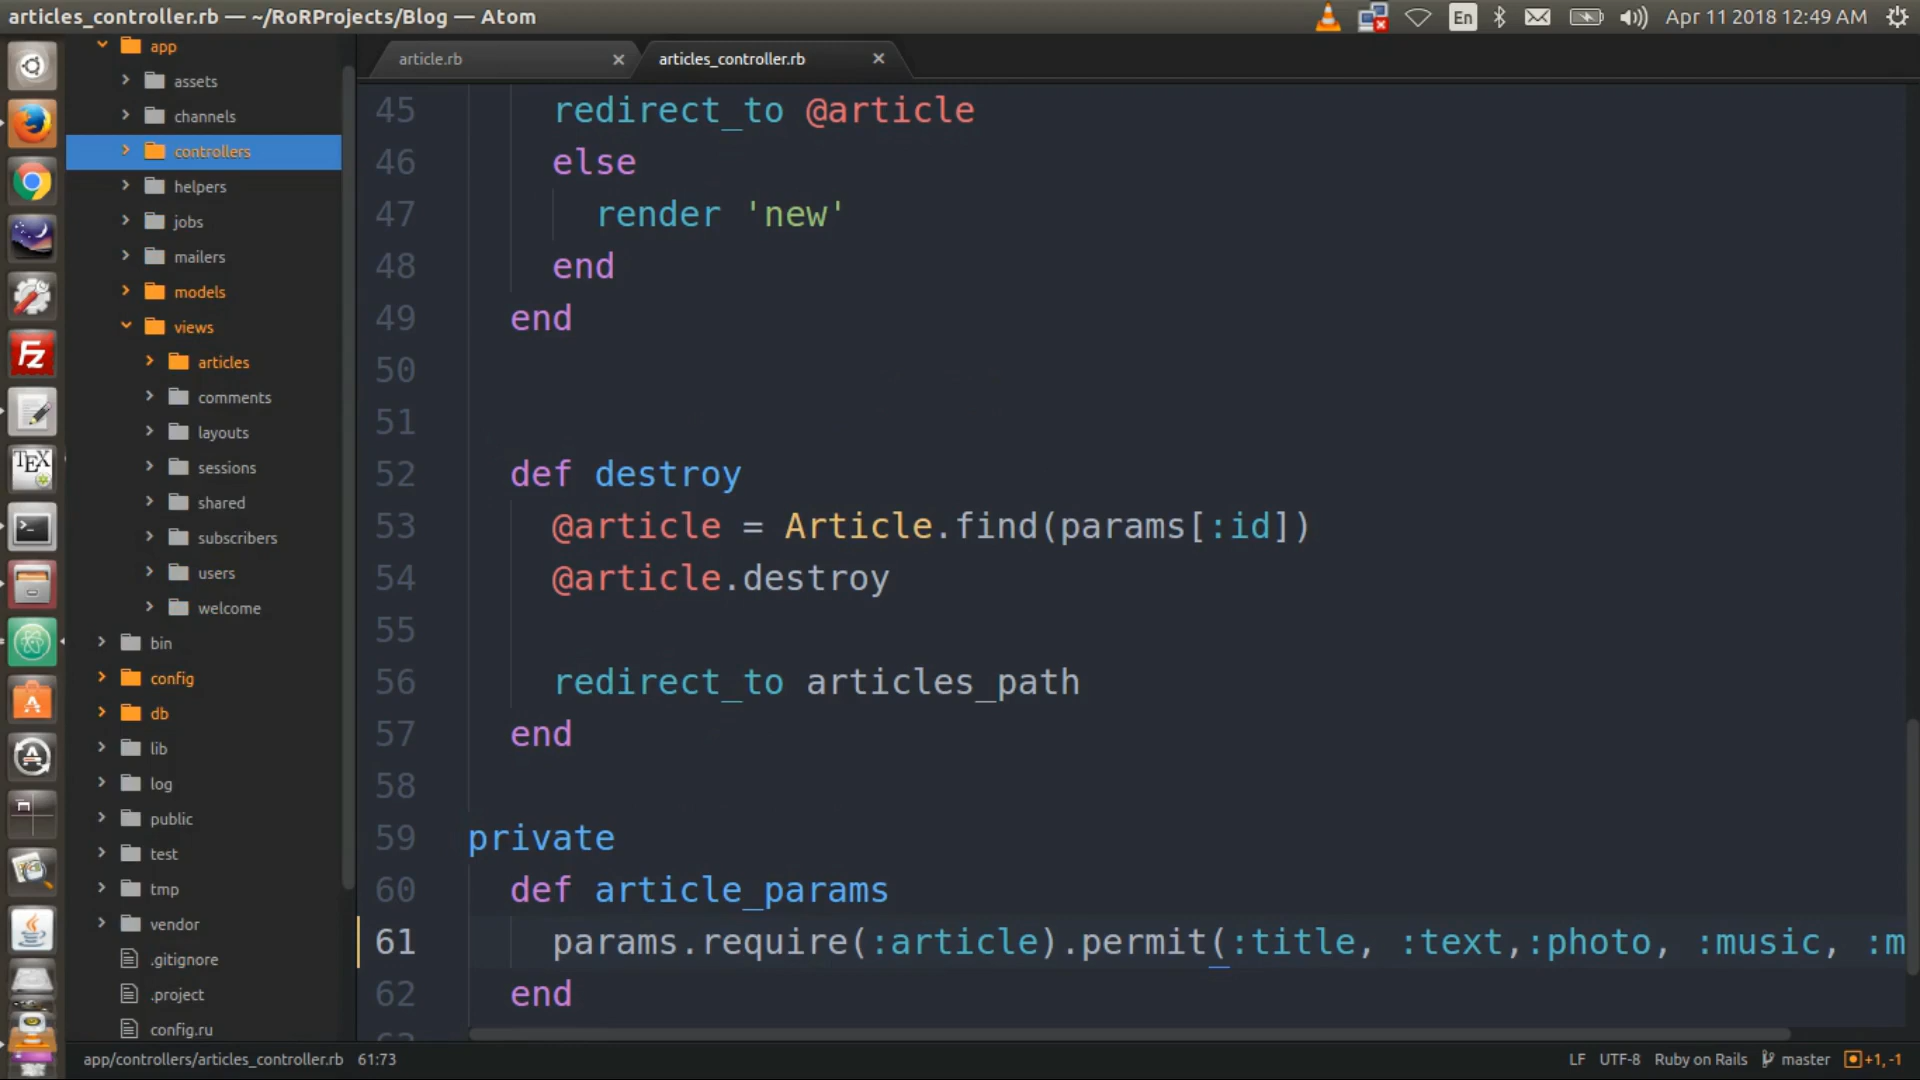 articles_controller.rb — ~/RoRProjects/Blog — Atom
En
Apr 11 2018 12:49 AM
app
assets
channels
controllers
helpers
jobs
mailers
models
views
articles
comments
layouts
sessions
shared
subscribers
users
welcome
bin
config
db
lib
log
public
test
tmp
vendor
.gitignore
.project
config.ru
article.rb
articles_controller.rb
45 redirect_to @article
46 else
47 render 'new'
48 end
49 end
50
51
52 def destroy
53 @article = Article.find(params[:id])
54 @article.destroy
55
56 redirect_to articles_path
57 end
58
59 private
60 def article_params
61 params.require(:article).permit(:title, :text,:photo, :music, :m
62 end
app/controllers/articles_controller.rb 61:73
LF UTF-8 Ruby on Rails master +1, -1